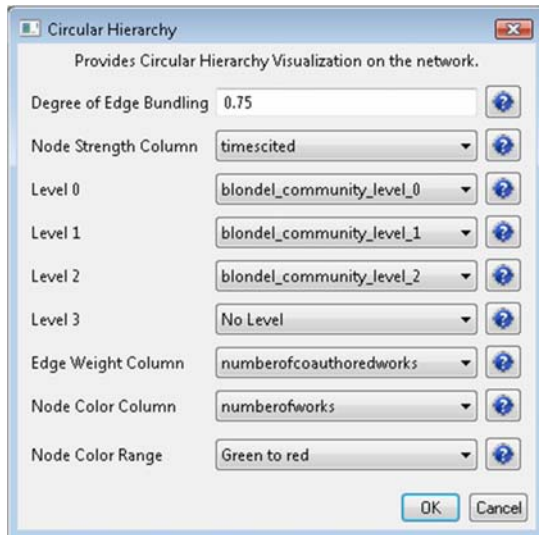 Circular Hierarchy
Provides Circular Hierarchy Visualization on the network.
Degree of Edge Bundling 0.75
Node Strength Column timescited
Level 0 blondel_community_level_0
Level 1 blondel_community_level_1
Level 2 blondel_community_level_2
Level 3 No Level
Edge Weight Column numberofcoauthoredworks
Node Color Column numberofworks
Node Color Range Green to red
OK Cancel